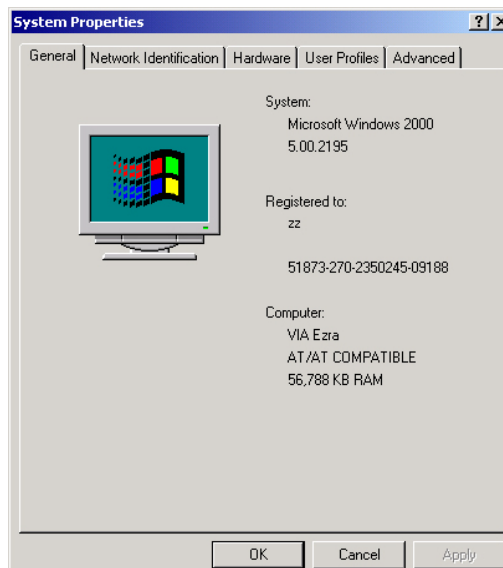 System Properties
General Network Identification Hardware User Profiles Advanced
System:
Microsoft Windows 2000
5.00.2195
Registered to:
zz
51873-270-2350245-09188
Computer:
VIA Ezra
AT/AT COMPATIBLE
56,788 KB RAM
OK Cancel Apply